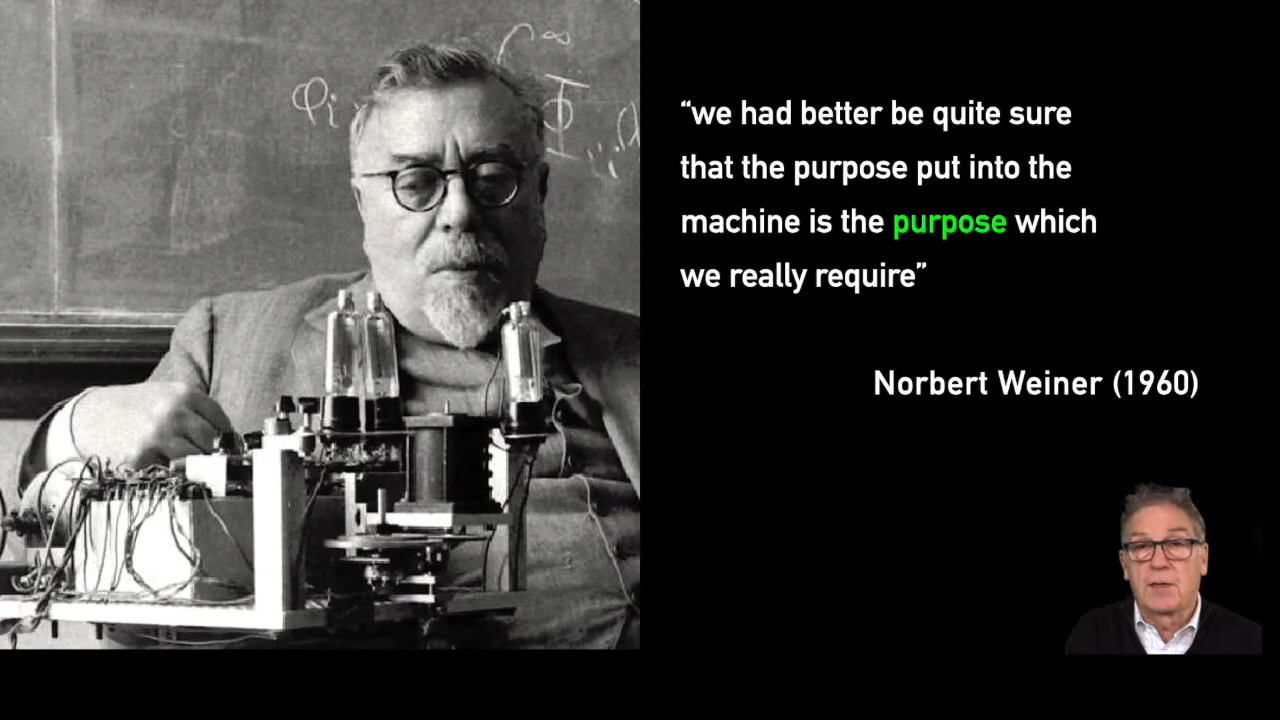 φi
∞
Φ
“we had better be quite sure
that the purpose put into the
machine is the purpose which
we really require”
Norbert Weiner (1960)